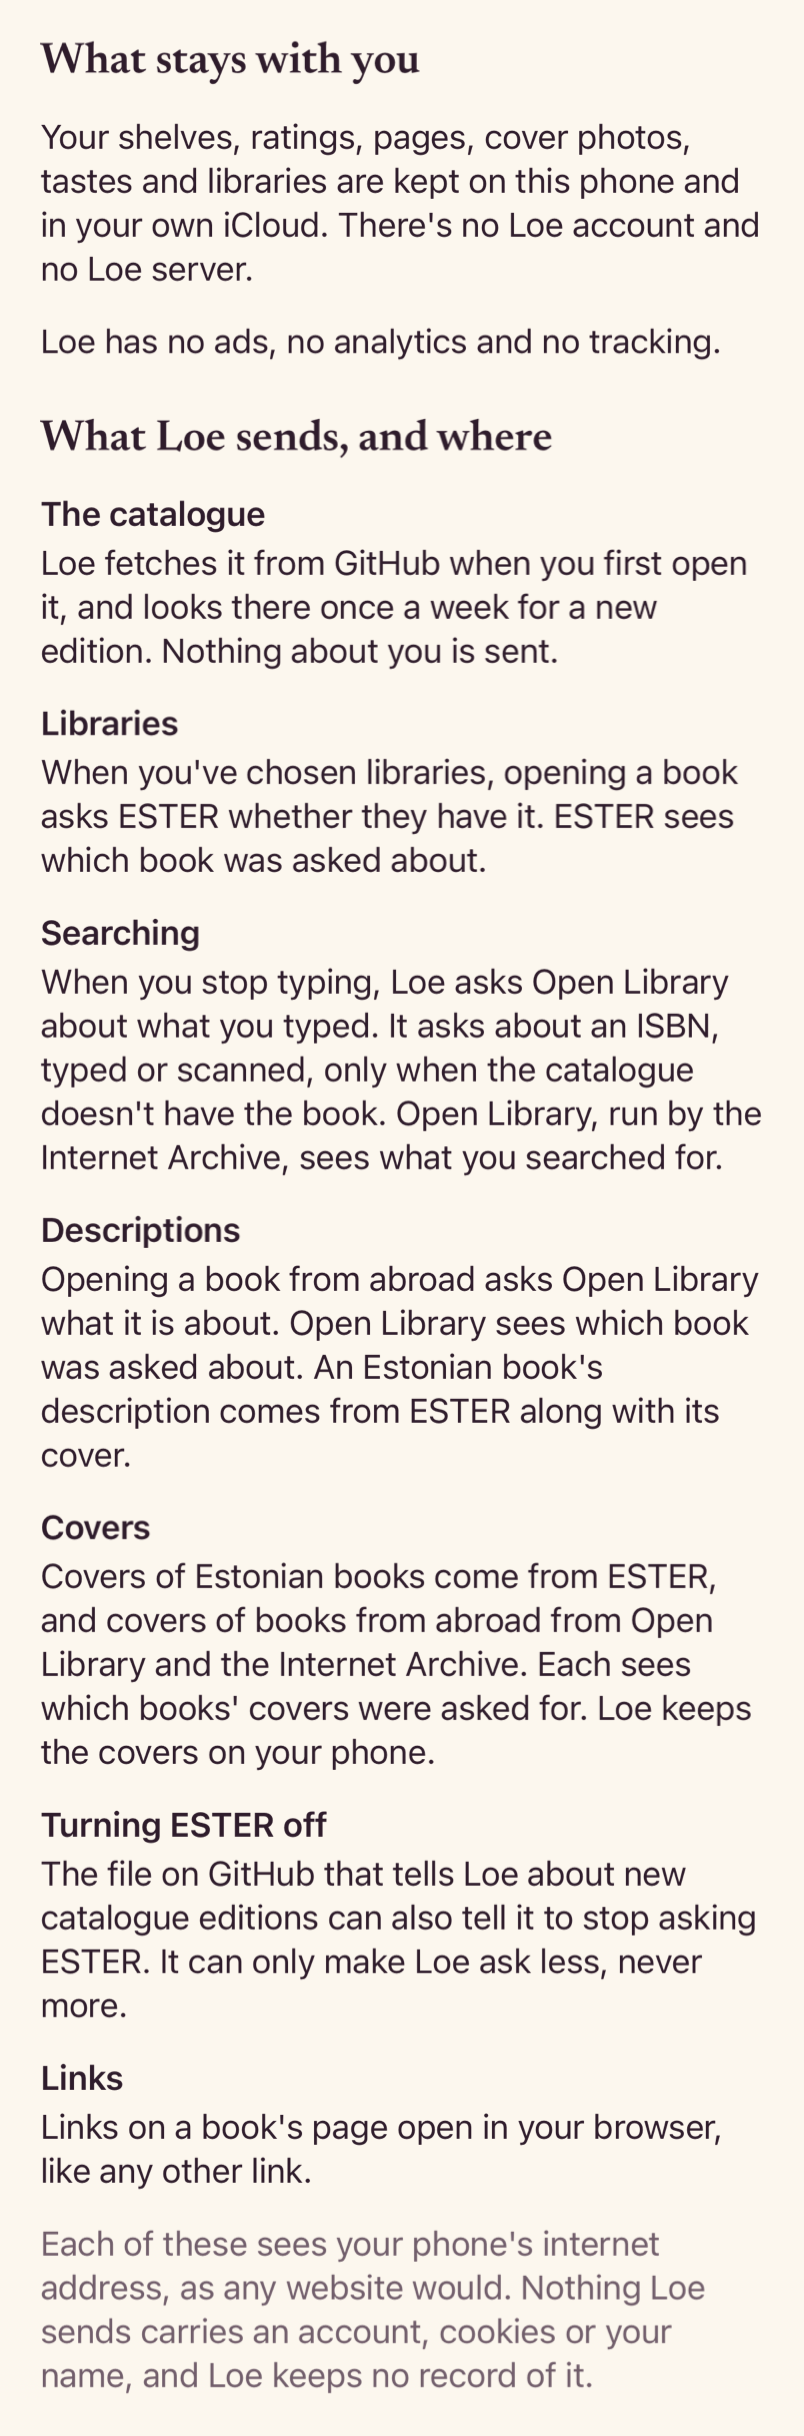 What stays with you
Your shelves, ratings, pages, cover photos,
tastes and libraries are kept on this phone and
in your own iCloud. There's no Loe account and
no Loe server.
Loe has no ads, no analytics and no tracking.
What Loe sends, and where
The catalogue
Loe fetches it from GitHub when you first open
it, and looks there once a week for a new
edition. Nothing about you is sent.
Libraries
When you've chosen libraries, opening a book
asks ESTER whether they have it. ESTER sees
which book was asked about.
Searching
When you stop typing, Loe asks Open Library
about what you typed. It asks about an ISBN,
typed or scanned, only when the catalogue
doesn't have the book. Open Library, run by the
Internet Archive, sees what you searched for.
Descriptions
Opening a book from abroad asks Open Library
what it is about. Open Library sees which book
was asked about. An Estonian book's
description comes from ESTER along with its
cover.
Covers
Covers of Estonian books come from ESTER,
and covers of books from abroad from Open
Library and the Internet Archive. Each sees
which books' covers were asked for. Loe keeps
the covers on your phone.
Turning ESTER off
The file on GitHub that tells Loe about new
catalogue editions can also tell it to stop asking
ESTER. It can only make Loe ask less, never
more.
Links
Links on a book's page open in your browser,
like any other link.
Each of these sees your phone's internet
address, as any website would. Nothing Loe
sends carries an account, cookies or your
name, and Loe keeps no record of it.